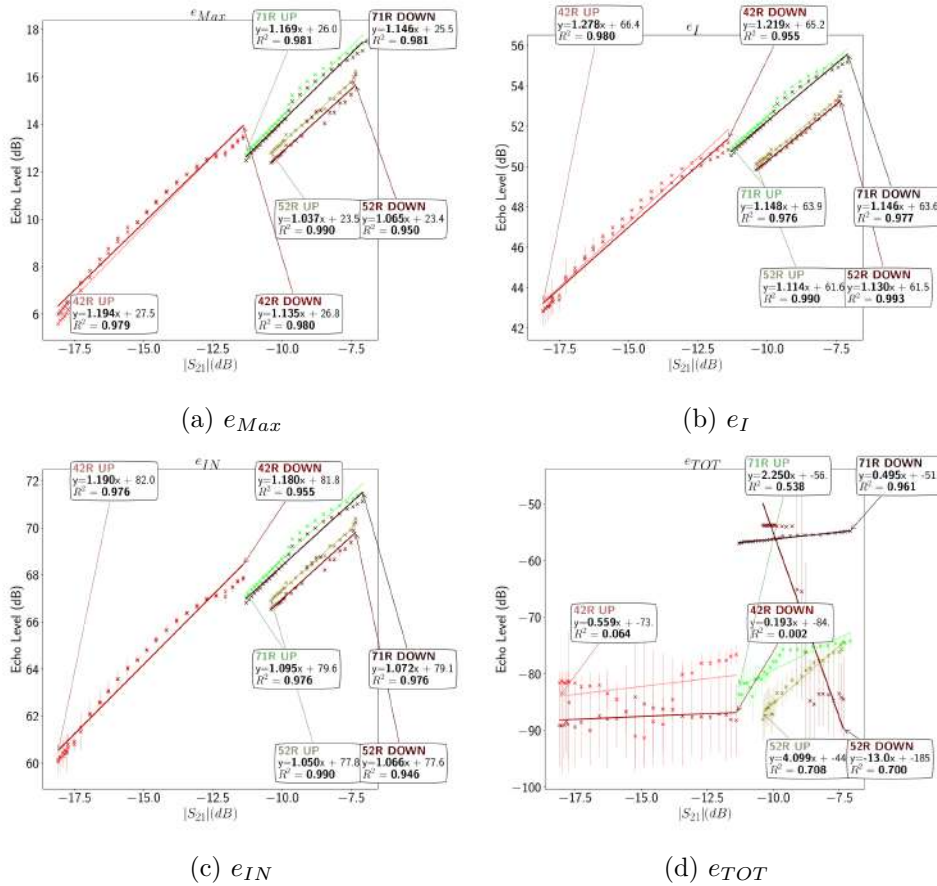 e_Max
71R UP
y=1.169x + 26.0
R² = 0.981
71R DOWN
y=1.146x + 25.5
R² = 0.981
52R UP
y=1.037x + 23.5
R² = 0.990
52R DOWN
y=1.065x + 23.4
R² = 0.950
42R UP
y=1.194x + 27.5
R² = 0.979
42R DOWN
y=1.135x + 26.8
R² = 0.980
Echo Level (dB)
18
16
14
12
10
8
6
−17.5 −15.0 −12.5 −10.0 −7.5
|S₂₁|(dB)
(a) e_Max
e_I
42R UP
y=1.278x + 66.4
R² = 0.980
42R DOWN
y=1.219x + 65.2
R² = 0.955
71R UP
y=1.148x + 63.9
R² = 0.976
71R DOWN
y=1.146x + 63.6
R² = 0.977
52R UP
y=1.114x + 61.6
R² = 0.990
52R DOWN
y=1.130x + 61.5
R² = 0.993
Echo Level (dB)
56
54
52
50
48
46
44
42
−17.5 −15.0 −12.5 −10.0 −7.5
|S₂₁|(dB)
(b) e_I
e_IN
42R UP
y=1.190x + 82.0
R² = 0.976
42R DOWN
y=1.180x + 81.8
R² = 0.955
71R UP
y=1.095x + 79.6
R² = 0.976
71R DOWN
y=1.072x + 79.1
R² = 0.976
52R UP
y=1.050x + 77.8
R² = 0.990
52R DOWN
y=1.066x + 77.6
R² = 0.946
Echo Level (dB)
72
70
68
66
64
62
60
−17.5 −15.0 −12.5 −10.0 −7.5
|S₂₁|(dB)
(c) e_IN
e_TOT
71R UP
y=2.250x + -56.
R² = 0.538
71R DOWN
y=0.495x + -51
R² = 0.961
42R UP
y=0.559x + -73.
R² = 0.064
42R DOWN
y=0.193x + -84.
R² = 0.002
52R UP
y=4.099x + -44
R² = 0.708
52R DOWN
y=-13.0x + -185
R² = 0.700
Echo Level (dB)
−50
−60
−70
−80
−90
−100
−17.5 −15.0 −12.5 −10.0 −7.5
|S₂₁|(dB)
(d) e_TOT